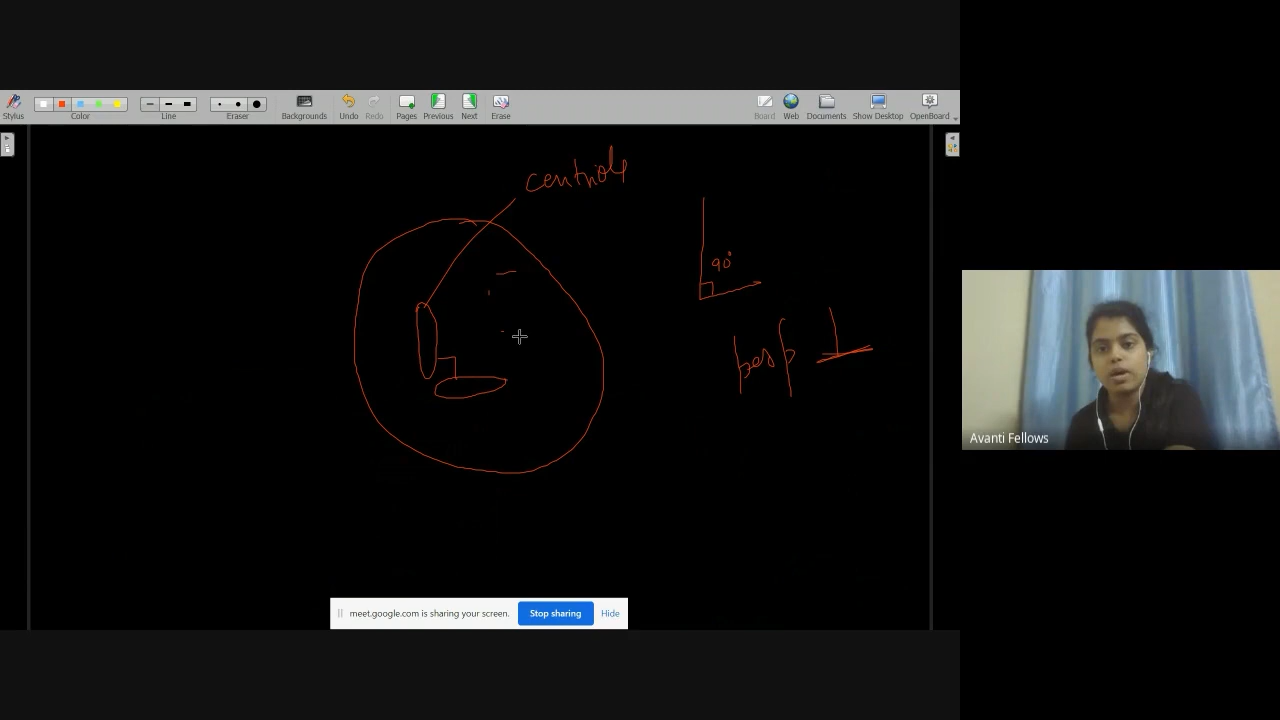 Stylus
Color
Line
Eraser
Backgrounds
Undo
Redo
Pages
Previous
Next
Erase
Board
Web
Documents
Show Desktop
OpenBoard
centriole
90°
perp ⊥
Avanti Fellows
meet.google.com is sharing your screen.
Stop sharing
Hide